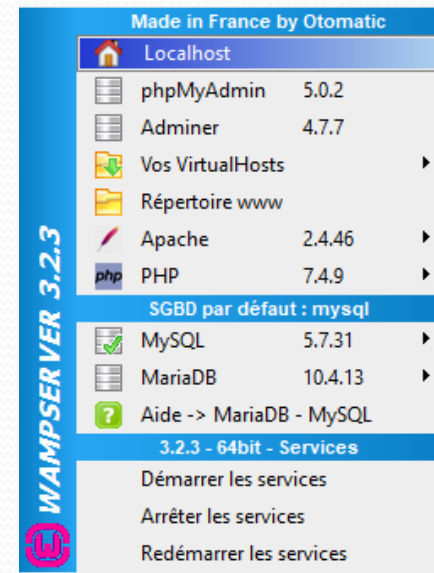 Made in France by Otomatic
Localhost
phpMyAdmin 5.0.2
Adminer 4.7.7
Vos VirtualHosts
Répertoire www
Apache 2.4.46
php PHP 7.4.9
SGBD par défaut : mysql
MySQL 5.7.31
MariaDB 10.4.13
? Aide -> MariaDB - MySQL
3.2.3 - 64bit - Services
Démarrer les services
Arrêter les services
Redémarrer les services
WAMPSERVER 3.2.3